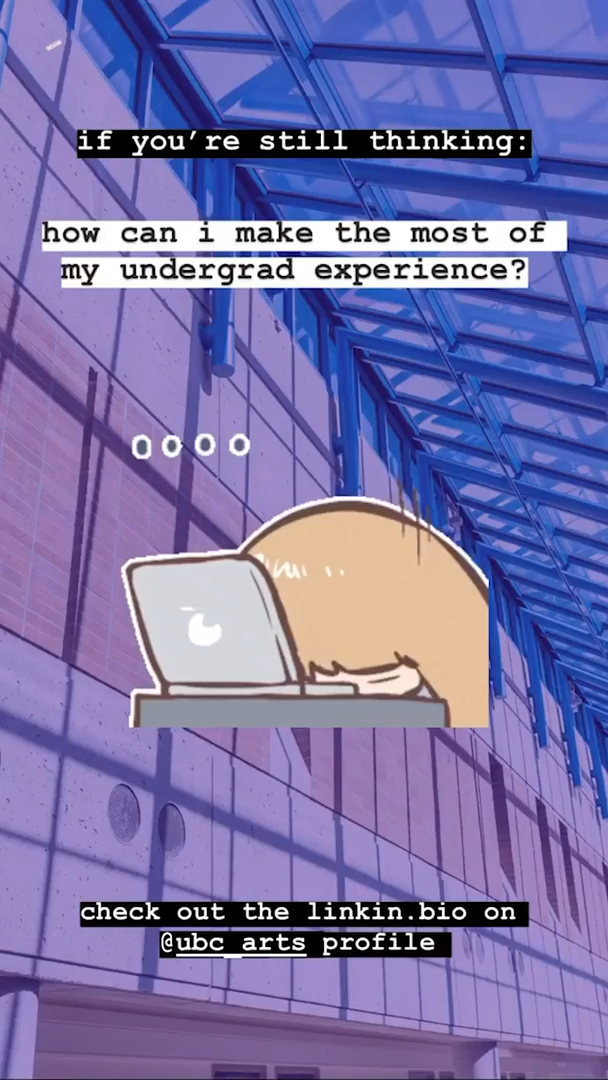 if you’re still thinking:
how can i make the most of
my undergrad experience?
check out the linkin.bio on
@ubc_arts profile